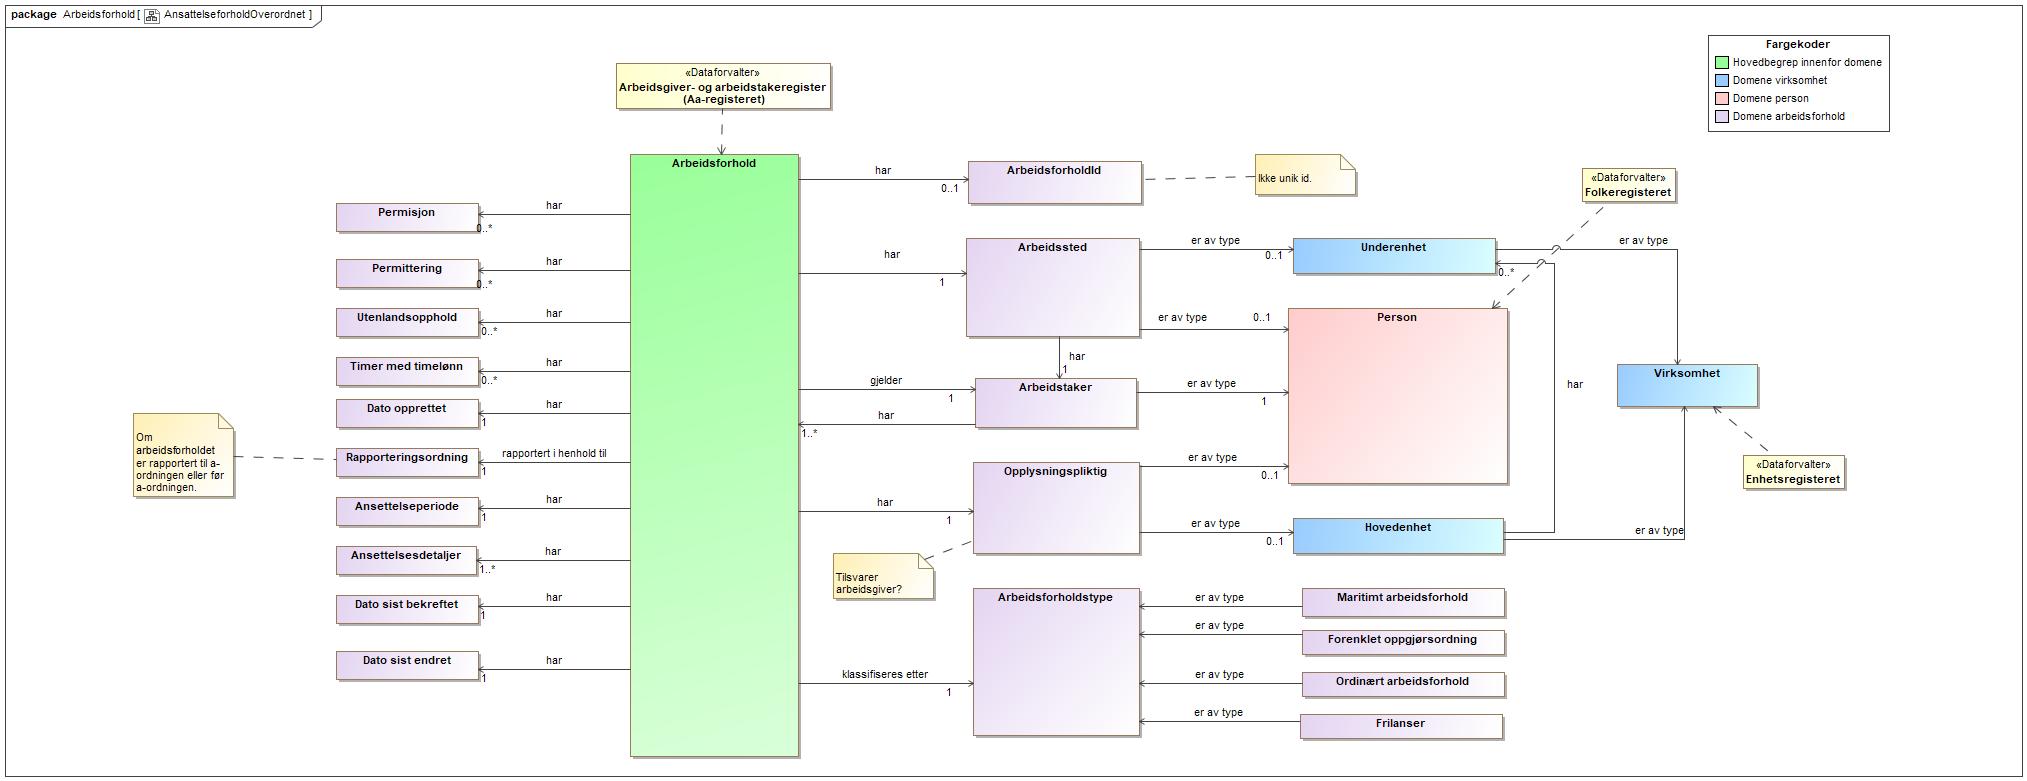 package Arbeidsforhold [ AnsattelseforholdOverordnet ]
Fargekoder
Hovedbegrep innenfor domene
Domene virksomhet
Domene person
Domene arbeidsforhold
«Dataforvalter»
Arbeidsgiver- og arbeidstakeregister
(Aa-registeret)
Arbeidsforhold
har
0..1
ArbeidsforholdId
Ikke unik id.
«Dataforvalter»
Folkeregisteret
Permisjon
har
0..*
Permittering
har
0..*
Utenlandsopphold
har
0..*
Timer med timelønn
har
0..*
Dato opprettet
har
1
Om
arbeidsforholdet
er rapportert til a-
ordningen eller før
a-ordningen.
Rapporteringsordning
rapportert i henhold til
1
Ansettelseperiode
har
1
Ansettelsesdetaljer
har
1..*
Dato sist bekreftet
har
1
Dato sist endret
har
1
har
1
Arbeidssted
er av type
0..1
Underenhet
er av type
0..*
er av type
0..1
Person
har
1
gjelder
1
Arbeidstaker
er av type
1
har
1..*
har
Virksomhet
«Dataforvalter»
Enhetsregisteret
har
1
Opplysningspliktig
er av type
0..1
er av type
0..1
Hovedenhet
er av type
Tilsvarer
arbeidsgiver?
klassifiseres etter
1
Arbeidsforholdstype
er av type
Maritimt arbeidsforhold
er av type
Forenklet oppgjørsordning
er av type
Ordinært arbeidsforhold
er av type
Frilanser